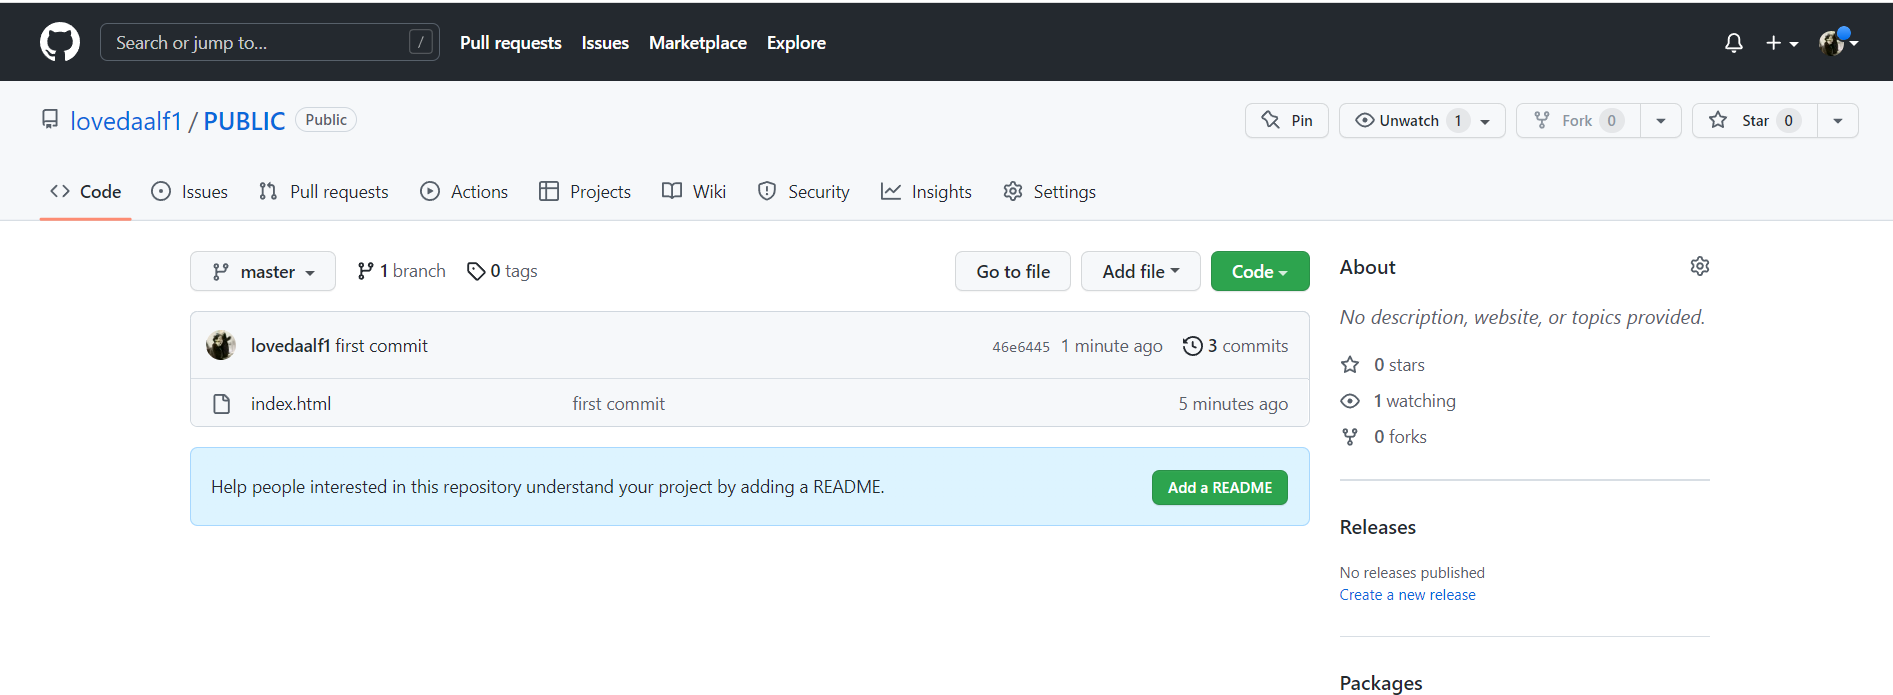 Search or jump to... / Pull requests Issues Marketplace Explore
lovedaalf1 / PUBLIC Public Pin Unwatch 1 Fork 0 Star 0
Code Issues Pull requests Actions Projects Wiki Security Insights Settings
master 1 branch 0 tags Go to file Add file Code
lovedaalf1 first commit 46e6445 1 minute ago 3 commits
index.html first commit 5 minutes ago
Help people interested in this repository understand your project by adding a README. Add a README
About
No description, website, or topics provided.
0 stars
1 watching
0 forks
Releases
No releases published
Create a new release
Packages